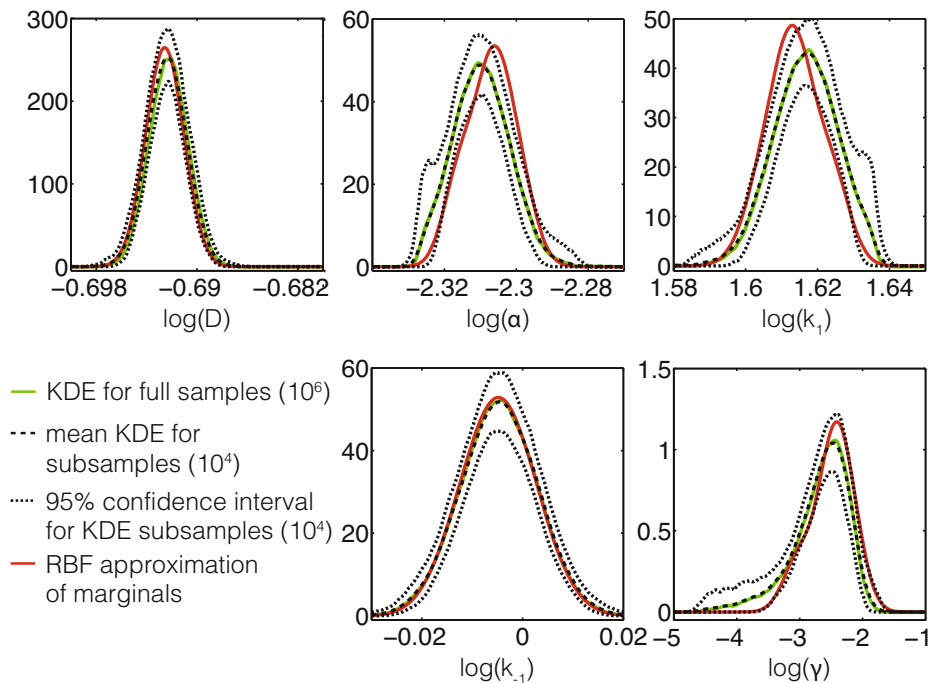 300
200
100
0
−0.698 −0.69 −0.682
log(D)
60
40
20
0
−2.32 −2.3 −2.28
log(α)
50
40
30
20
10
0
1.58 1.6 1.62 1.64
log(k₁)
KDE for full samples (10⁶)
mean KDE for
subsamples (10⁴)
95% confidence interval
for KDE subsamples (10⁴)
RBF approximation
of marginals
60
40
20
0
−0.02 0 0.02
log(k₋₁)
1.5
1
0.5
0
−5 −4 −3 −2 −1
log(γ)